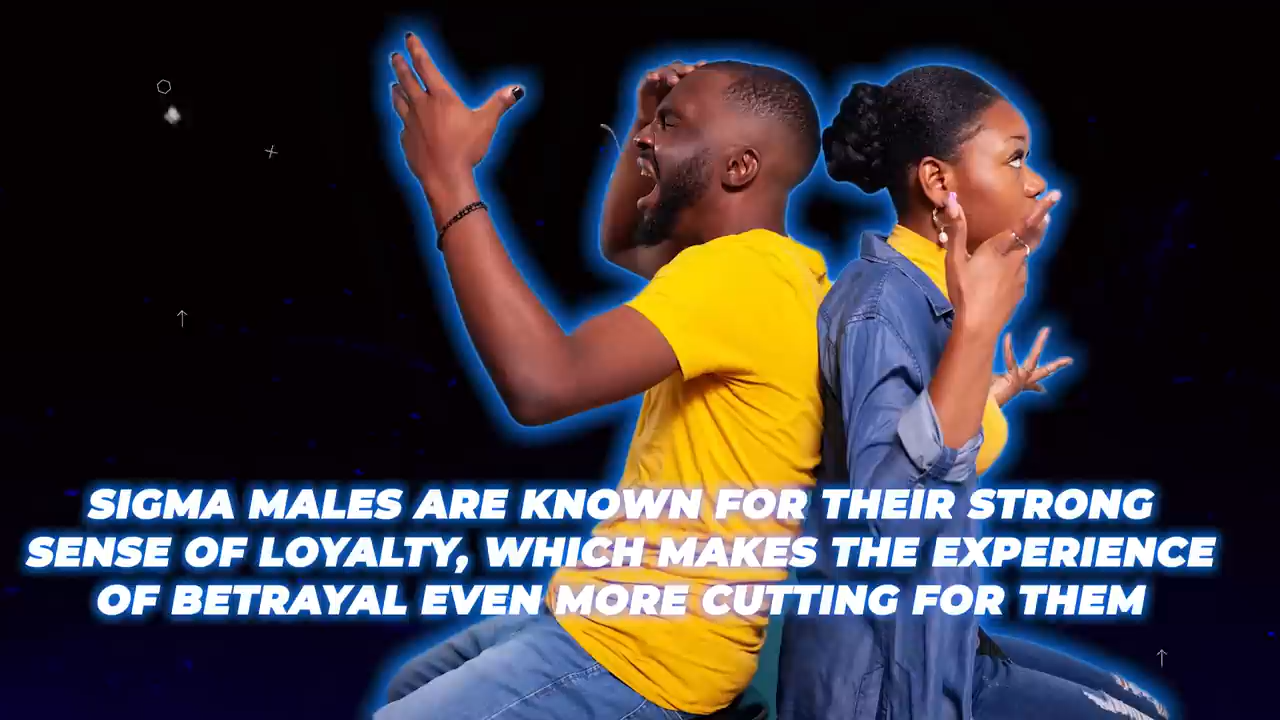 SIGMA MALES ARE KNOWN FOR THEIR STRONG
SENSE OF LOYALTY, WHICH MAKES THE EXPERIENCE
OF BETRAYAL EVEN MORE CUTTING FOR THEM